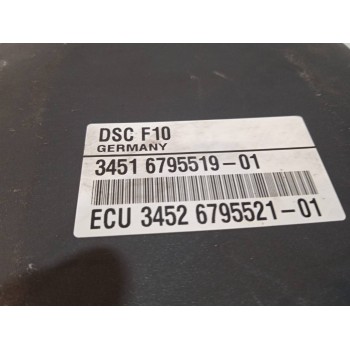 DSC F10
GERMANY
3451 6795519-01
ECU 3452 6795521-01